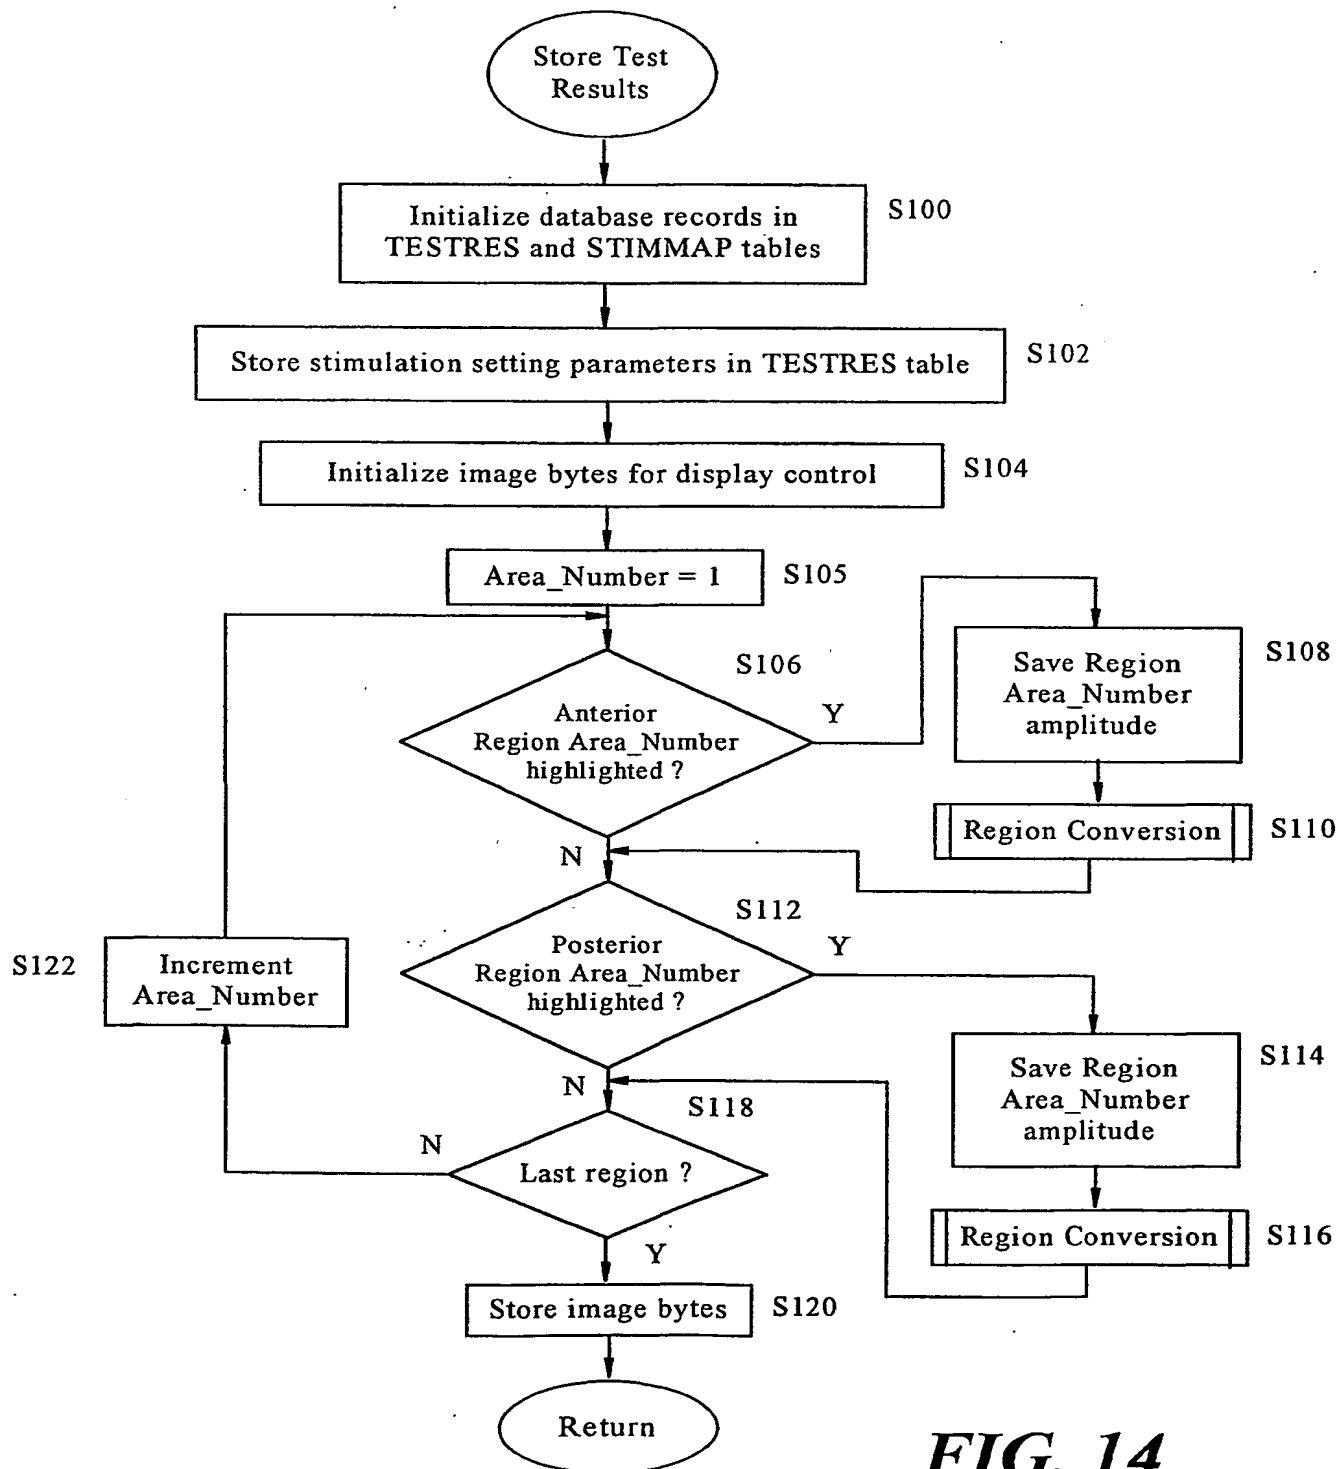 Store Test
Results
Initialize database records in
TESTRES and STIMMAP tables
S100
Store stimulation setting parameters in TESTRES table
S102
Initialize image bytes for display control
S104
Area_Number = 1
S105
S106
Anterior
Region Area_Number
highlighted ?
Y
N
Save Region
Area_Number
amplitude
S108
Region Conversion
S110
S112
Posterior
Region Area_Number
highlighted ?
Y
N
Save Region
Area_Number
amplitude
S114
Region Conversion
S116
S118
Last region ?
N
Y
S122
Increment
Area_Number
Store image bytes
S120
Return
FIG. 14